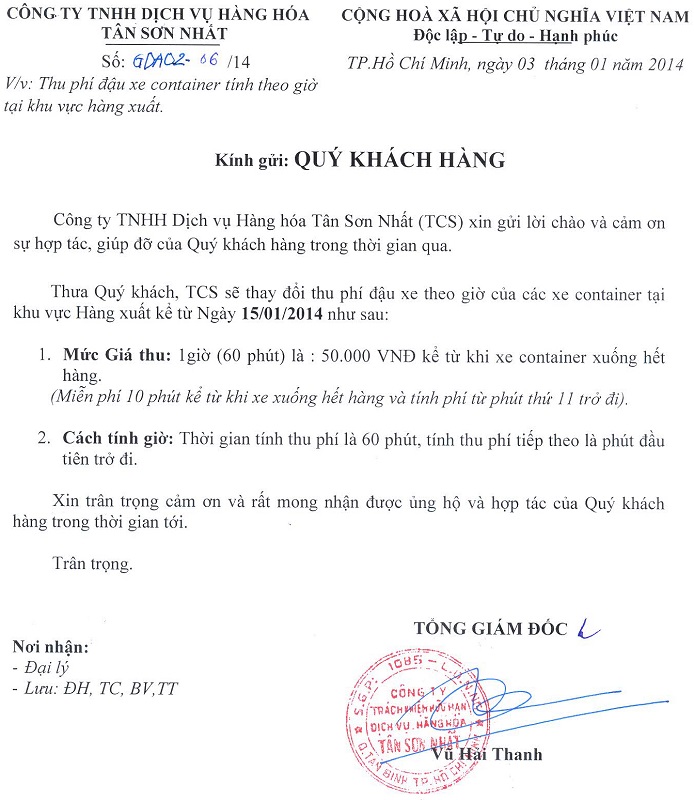 CÔNG TY TNHH DỊCH VỤ HÀNG HÓA
TÂN SƠN NHẤT
Số: /14
V/v: Thu phí đậu xe container tính theo giờ
tại khu vực hàng xuất.
CỘNG HOÀ XÃ HỘI CHỦ NGHĨA VIỆT NAM
Độc lập - Tự do - Hạnh phúc
TP.Hồ Chí Minh, ngày 03 tháng 01 năm 2014
Kính gửi: QUÝ KHÁCH HÀNG
Công ty TNHH Dịch vụ Hàng hóa Tân Sơn Nhất (TCS) xin gửi lời chào và cảm ơn
sự hợp tác, giúp đỡ của Quý khách hàng trong thời gian qua.
Thưa Quý khách, TCS sẽ thay đổi thu phí đậu xe theo giờ của các xe container tại
khu vực Hàng xuất kể từ Ngày 15/01/2014 như sau:
1. Mức Giá thu: 1giờ (60 phút) là : 50.000 VNĐ kể từ khi xe container xuống hết
hàng.
(Miễn phí 10 phút kể từ khi xe xuống hết hàng và tính phí từ phút thứ 11 trở đi).
2. Cách tính giờ: Thời gian tính thu phí là 60 phút, tính thu phí tiếp theo là phút đầu
tiên trở đi.
Xin trân trọng cảm ơn và rất mong nhận được ủng hộ và hợp tác của Quý khách
hàng trong thời gian tới.
Trân trọng.
Nơi nhận:
- Đại lý
- Lưu: ĐH, TC, BV,TT
TỔNG GIÁM ĐỐC
S.G.P: 1085 -
CÔNG TY
TRÁCH NHIỆM HỮU HẠN
DỊCH VỤ HÀNG HÓA
TÂN SƠN NHẤT
Q.TÂN BÌNH TP.HỒ CHÍ MINH
Vũ Hải Thanh